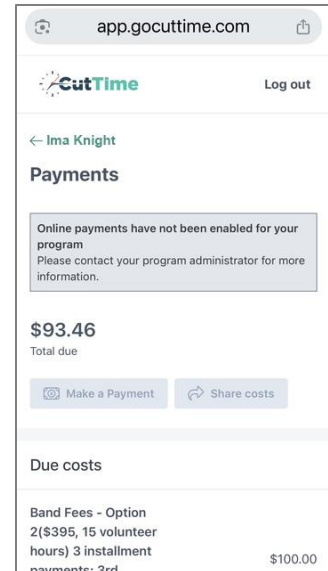 app.gocuttime.com
CutTime
Log out
← Ima Knight
Payments
Online payments have not been enabled for your
program
Please contact your program administrator for more
information.
$93.46
Total due
Make a Payment
Share costs
Due costs
Band Fees - Option
2($395, 15 volunteer
hours) 3 installment
payments: 3rd
$100.00